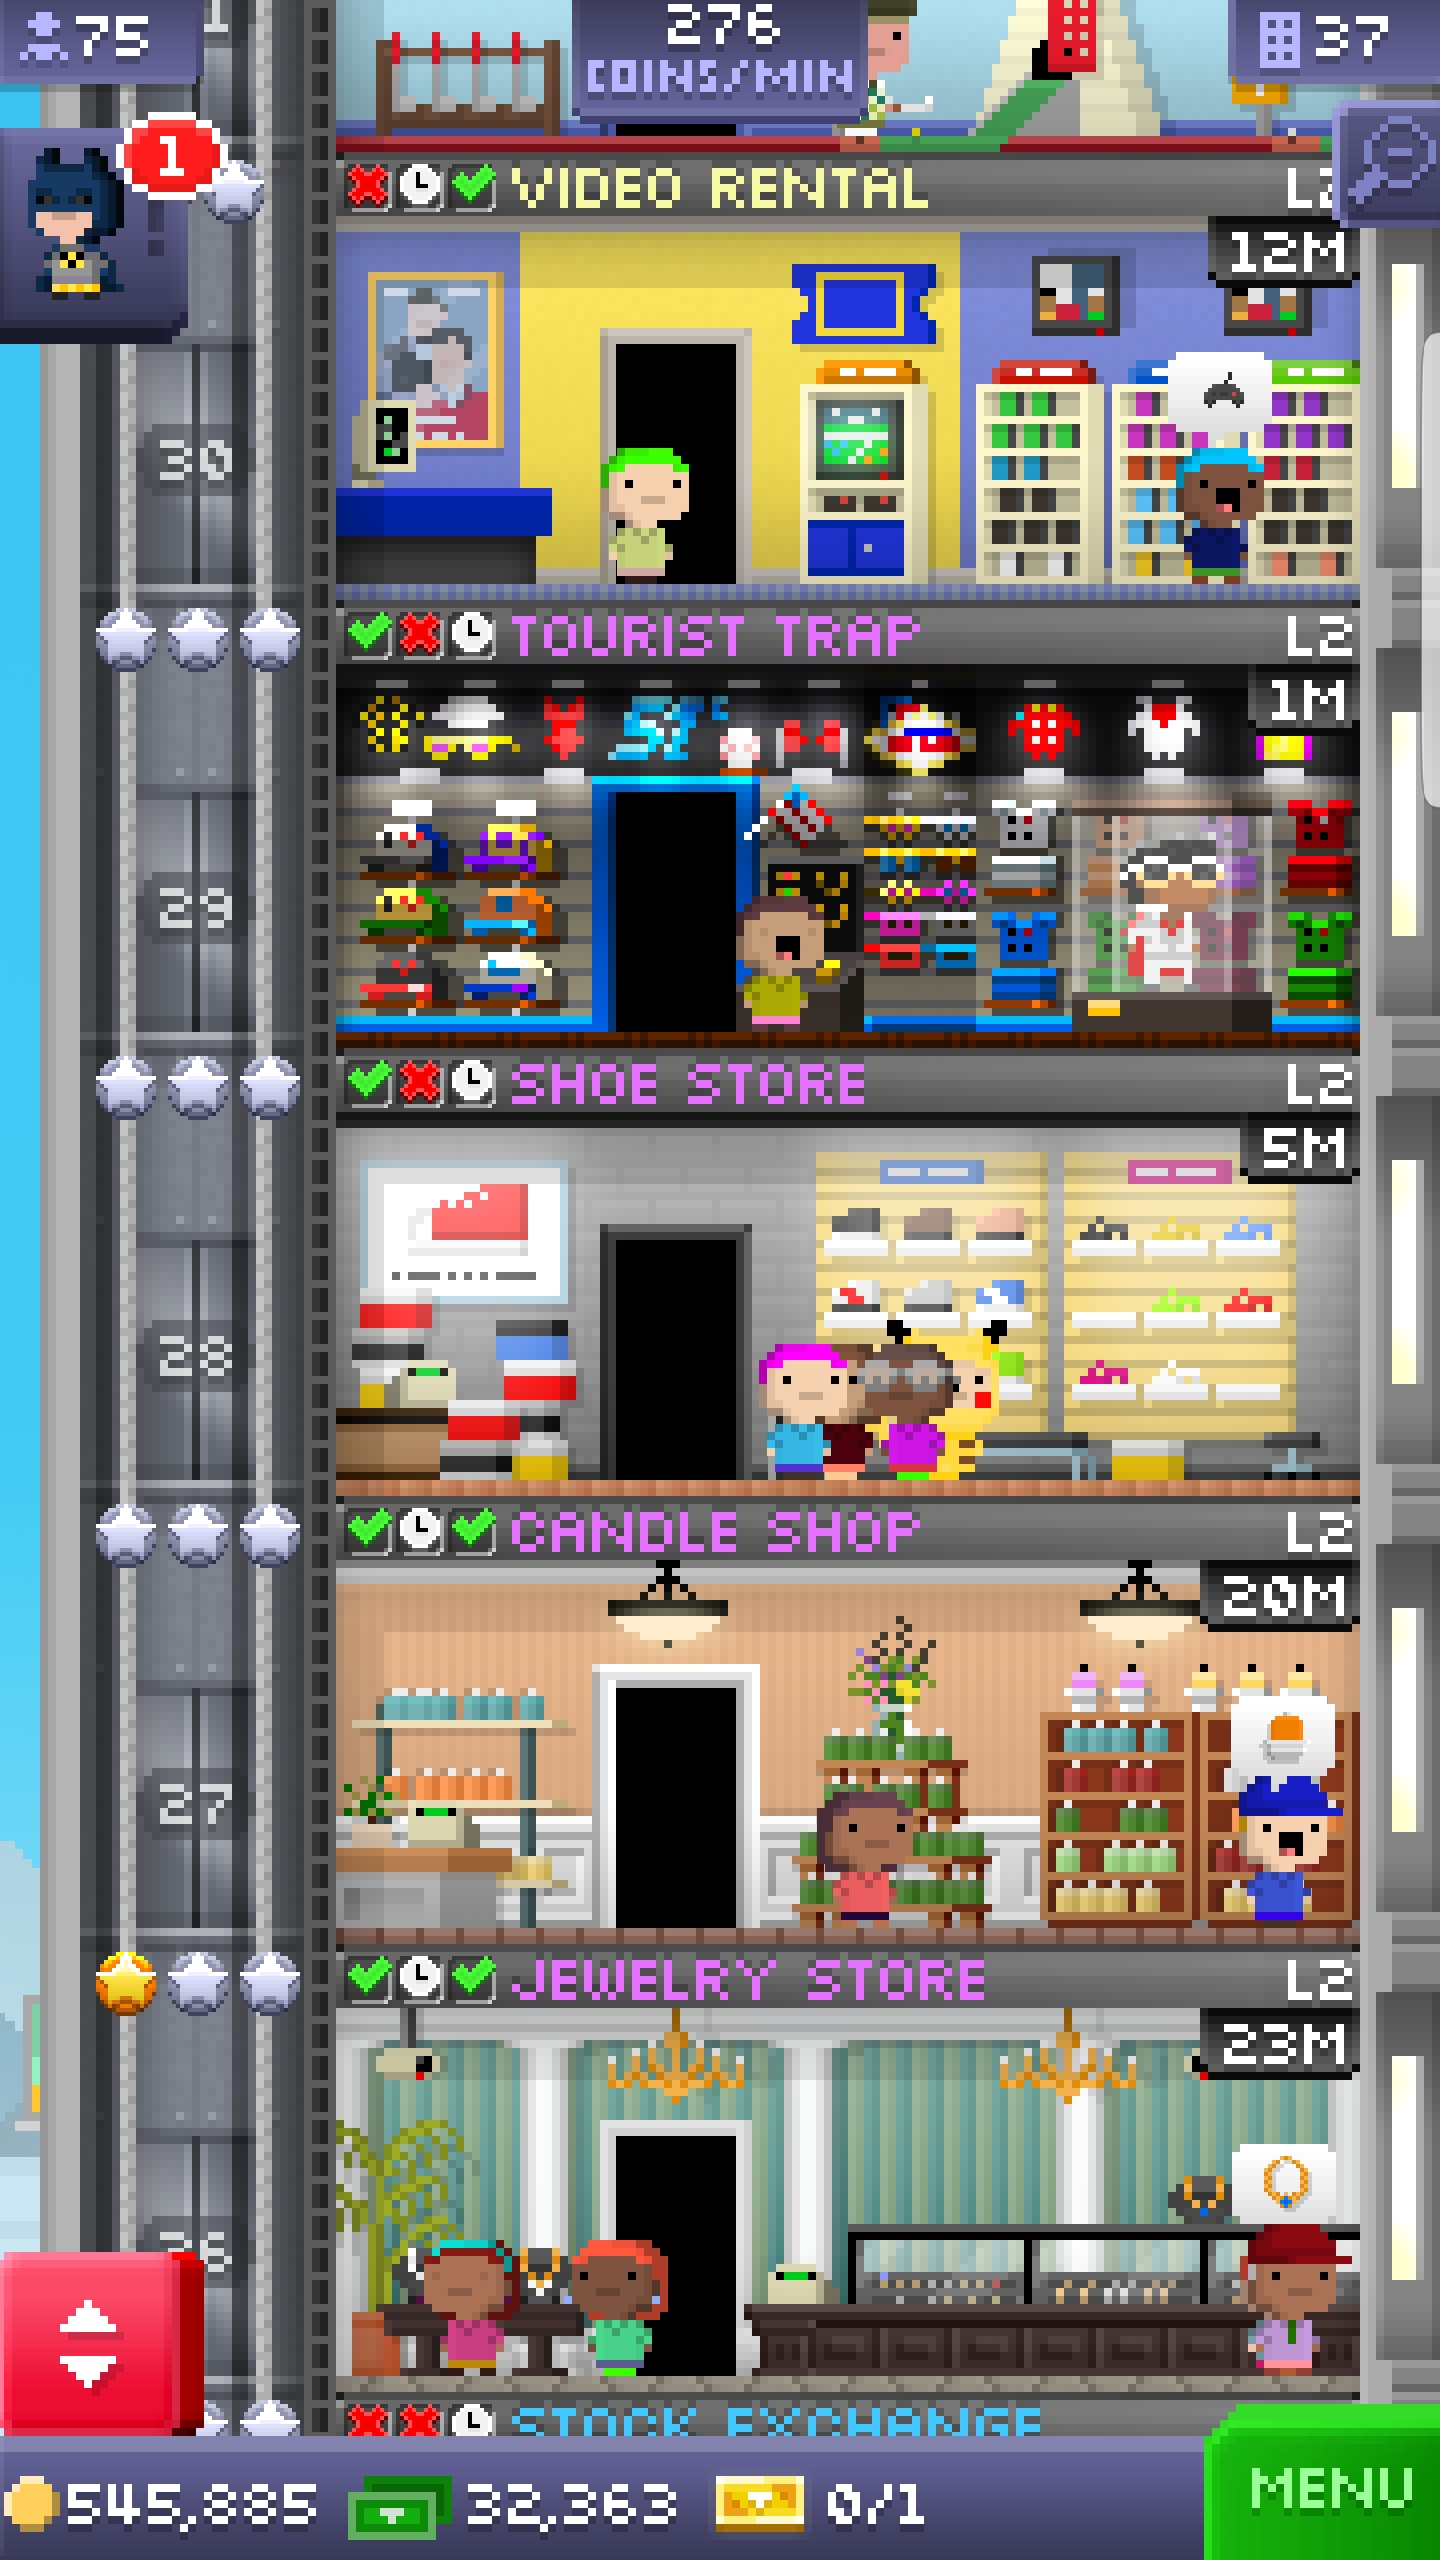 75
276
COINS/MIN
37
1
VIDEO RENTAL
12M
30
TOURIST TRAP L2
1M
29
SHOE STORE L2
5M
28
CANDLE SHOP L2
20M
27
JEWELRY STORE L2
23M
STOCK EXCHANGE
545,885 32,363 0/1
MENU